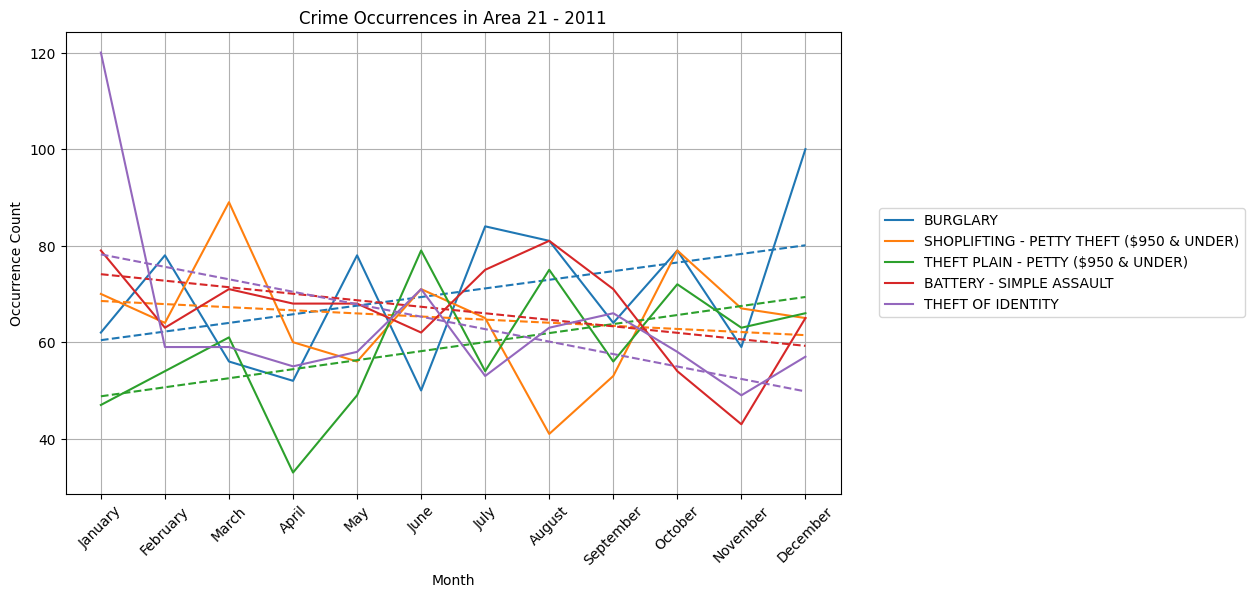 Crime Occurrences in Area 21 - 2011
Occurrence Count
120
100
80
60
40
January
February
March
April
May
June
July
August
September
October
November
December
Month
BURGLARY
SHOPLIFTING - PETTY THEFT ($950 & UNDER)
THEFT PLAIN - PETTY ($950 & UNDER)
BATTERY - SIMPLE ASSAULT
THEFT OF IDENTITY